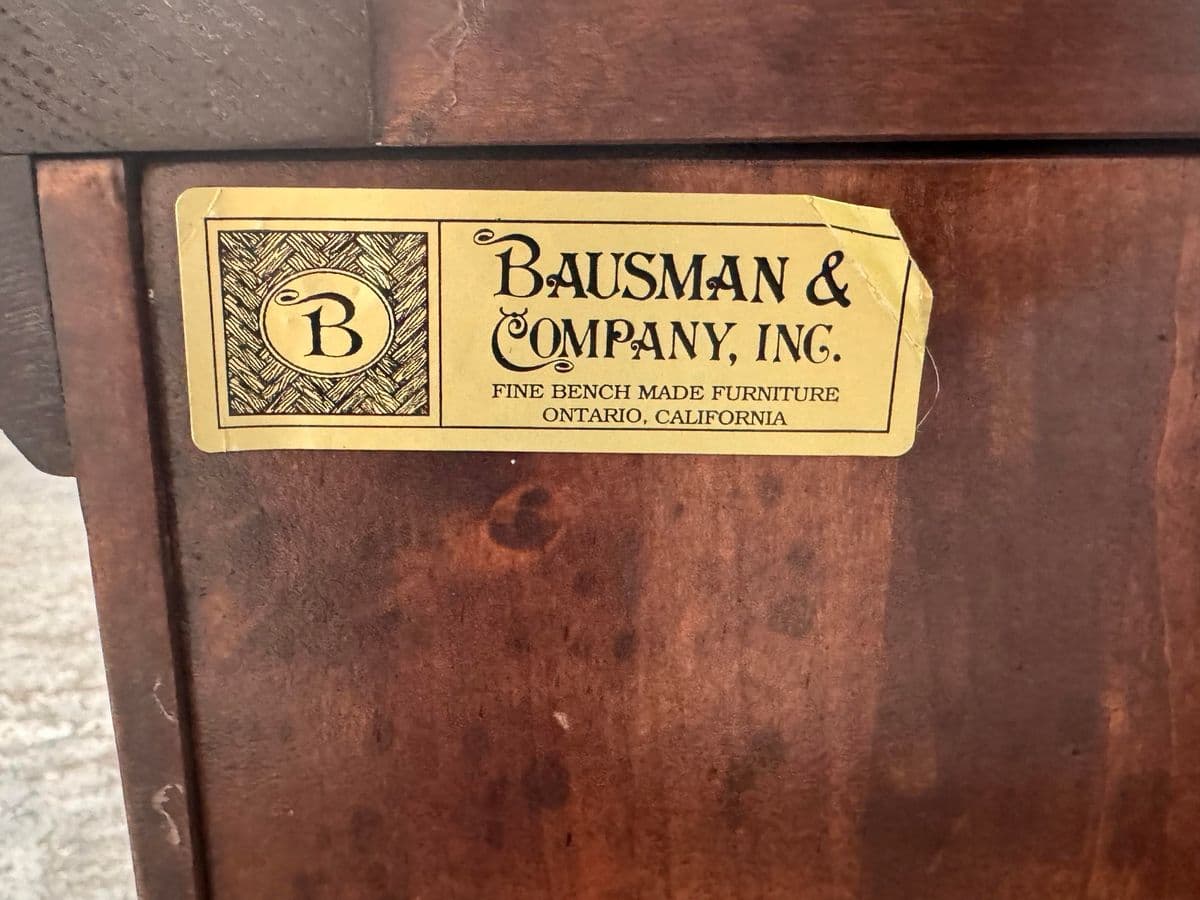 B
BAUSMAN &
COMPANY, INC.
FINE BENCH MADE FURNITURE
ONTARIO, CALIFORNIA